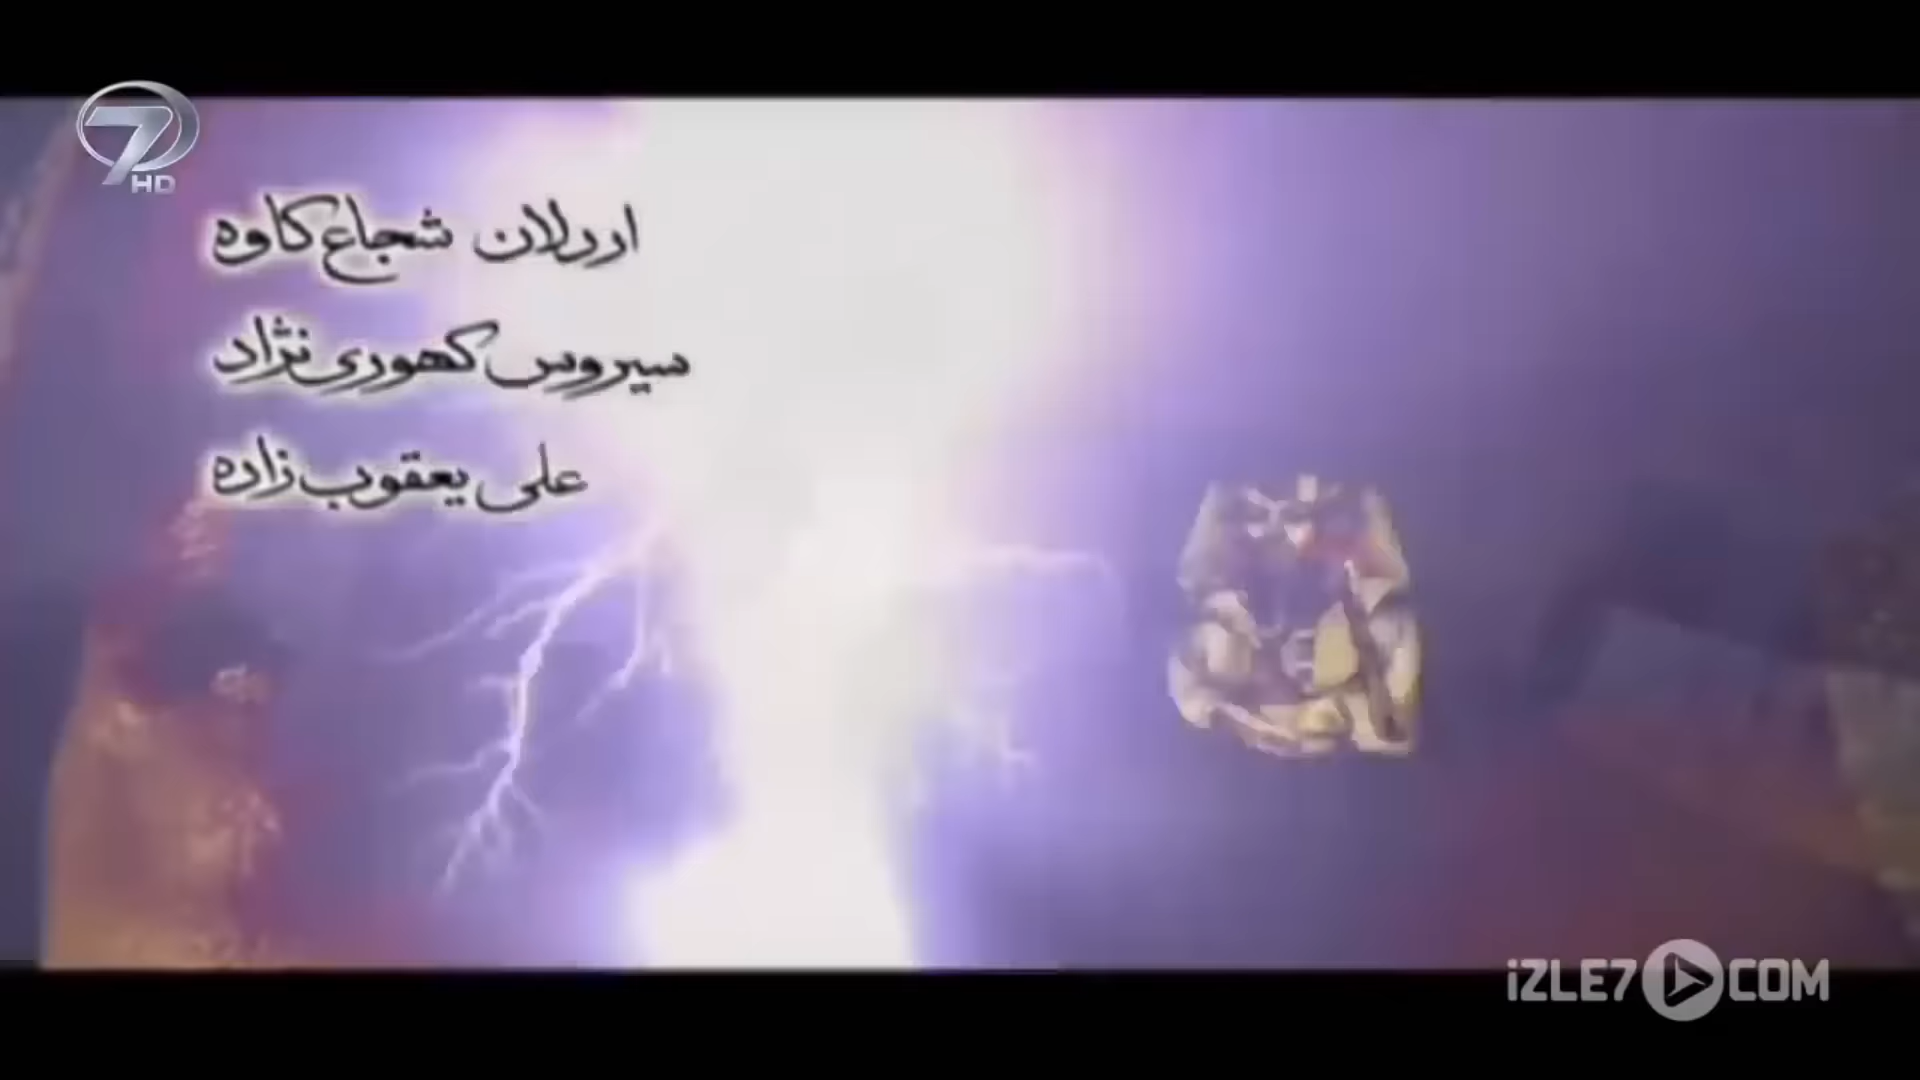 7
HD
اردلان شجاع کاوه
سیروس کهوری نژاد
علی یعقوب زاده
iZLE7 COM